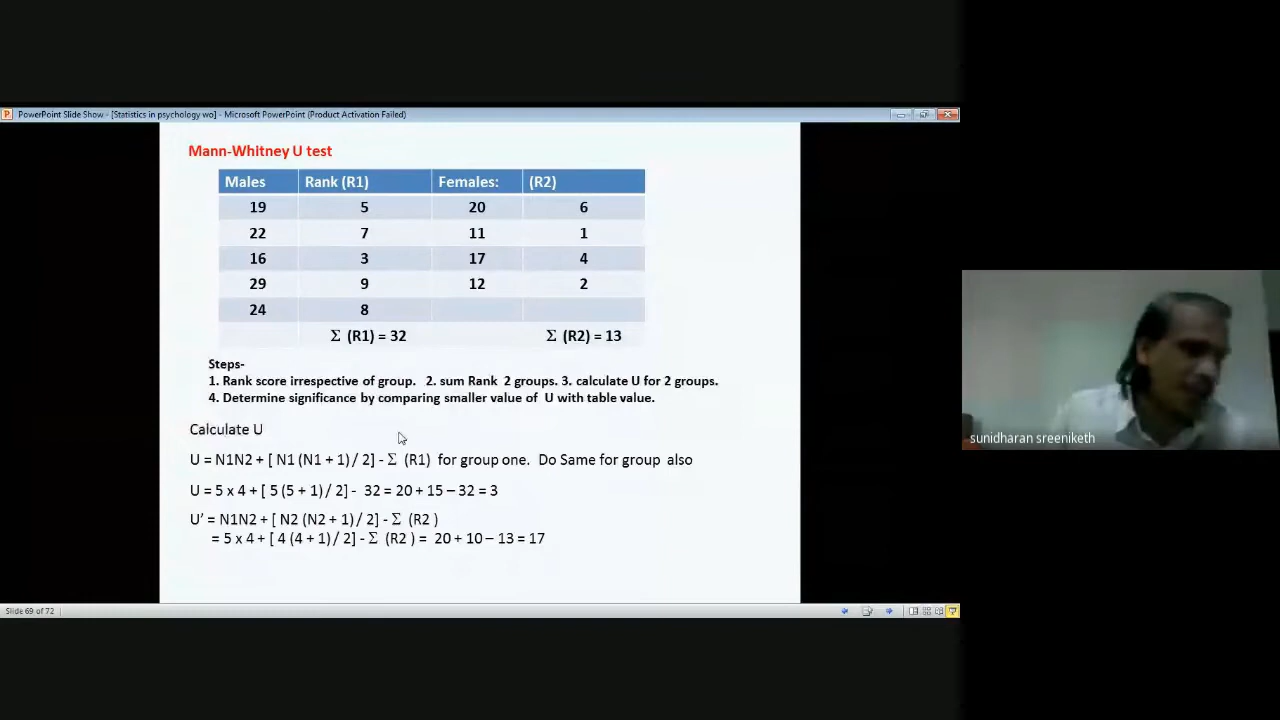 PowerPoint Slide Show - [Statistics in psychology wo] - Microsoft PowerPoint (Product Activation Failed)
Mann-Whitney U test
Males Rank (R1) Females: (R2)
19 5 20 6
22 7 11 1
16 3 17 4
29 9 12 2
24 8
Σ (R1) = 32 Σ (R2) = 13
Steps-
1. Rank score irrespective of group. 2. sum Rank 2 groups. 3. calculate U for 2 groups.
4. Determine significance by comparing smaller value of U with table value.
Calculate U
U = N1N2 + [ N1 (N1 + 1) / 2] - Σ (R1) for group one. Do Same for group also
U = 5 x 4 + [ 5 (5 + 1) / 2] - 32 = 20 + 15 – 32 = 3
U’ = N1N2 + [ N2 (N2 + 1) / 2] - Σ (R2 )
= 5 x 4 + [ 4 (4 + 1) / 2] - Σ (R2 ) = 20 + 10 – 13 = 17
Slide 69 of 72
sunidharan sreeniketh